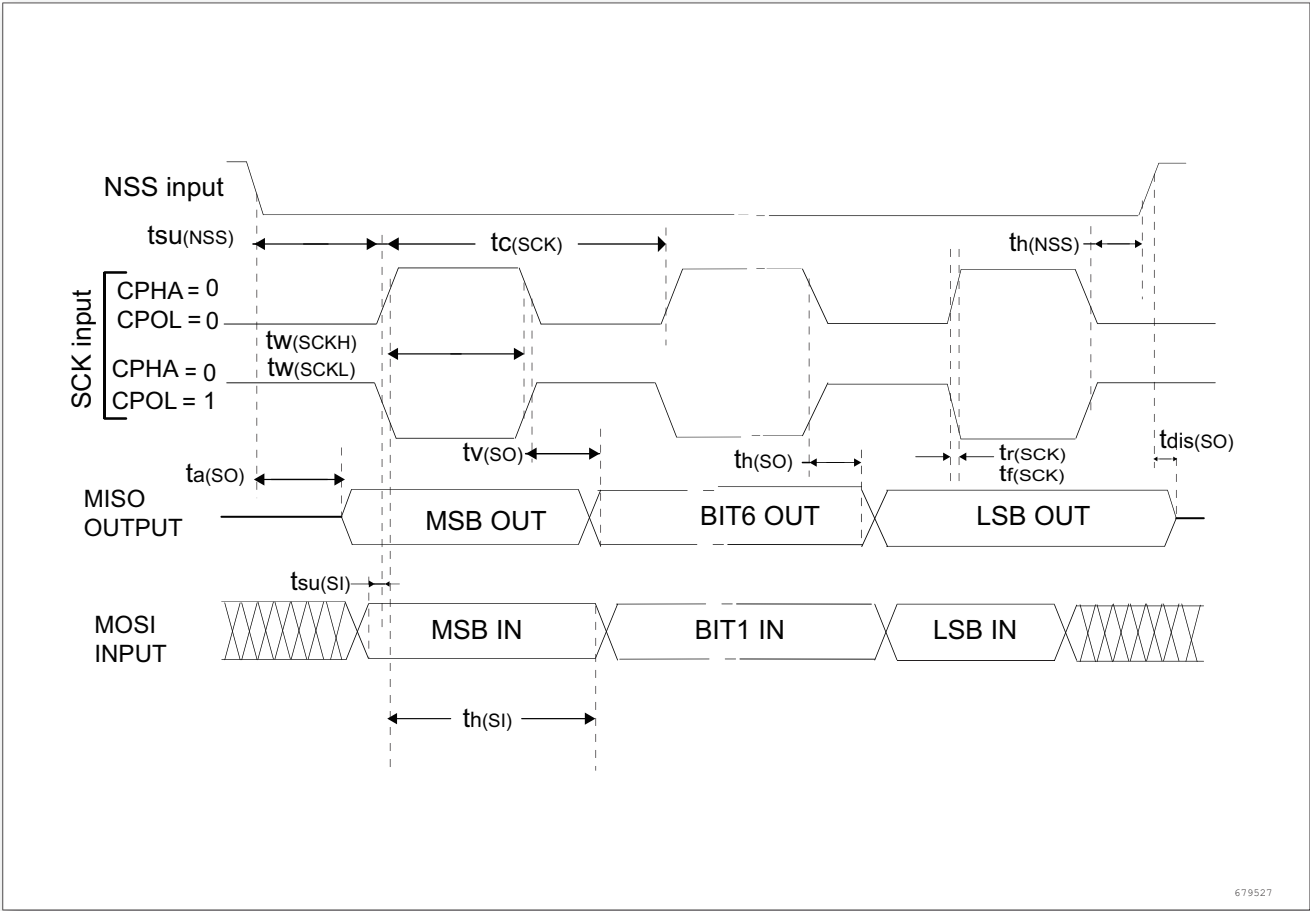 NSS input
tsu(NSS)
tc(SCK)
th(NSS)
SCK input
CPHA = 0
CPOL = 0
tw(SCKH)
tw(SCKL)
CPHA = 0
CPOL = 1
tv(SO)
th(SO)
tr(SCK)
tf(SCK)
tdis(SO)
ta(SO)
MISO
OUTPUT
MSB OUT
BIT6 OUT
LSB OUT
tsu(SI)
MOSI
INPUT
MSB IN
BIT1 IN
LSB IN
th(SI)
679527